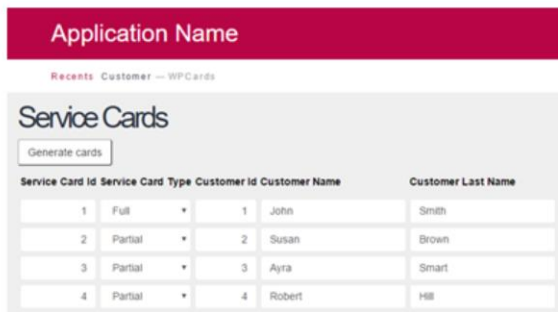 Application Name
Recents Customer — WPCards
Service Cards
Generate cards
Service Card Id Service Card Type Customer Id Customer Name Customer Last Name
1 Full 1 John Smith
2 Partial 2 Susan Brown
3 Partial 3 Ayra Smart
4 Partial 4 Robert Hill